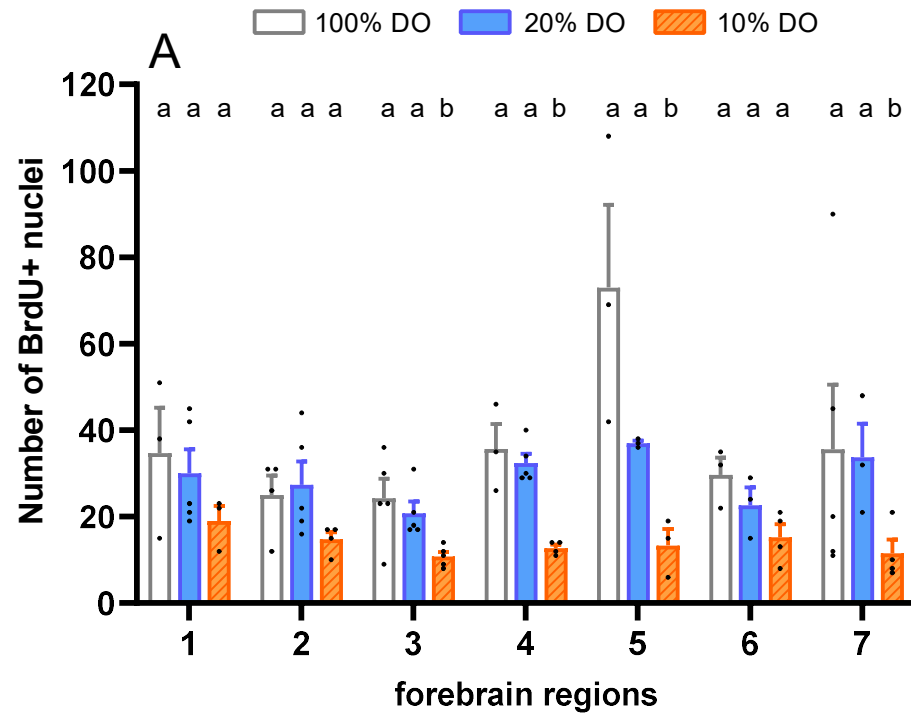 100% DO 20% DO 10% DO
A
120
a a a a a a a a b a a b a a b a a a a a b
100
80
60
40
20
0
Number of BrdU+ nuclei
1 2 3 4 5 6 7
forebrain regions